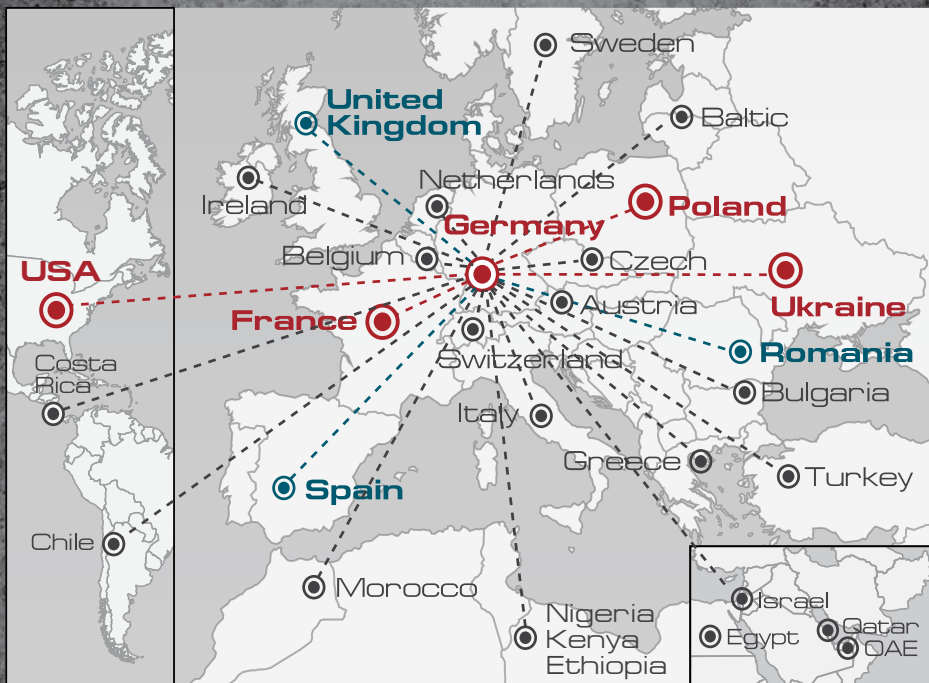 Sweden
United
Kingdom
Baltic
Netherlands
Ireland
Poland
Germany
Belgium
Czech
USA
Ukraine
Austria
France
Switzerland
Romania
Costa
Rica
Bulgaria
Italy
Greece
Turkey
Spain
Chile
Morocco
Israel
Nigeria
Kenya
Ethiopia
Egypt
Qatar
OAE